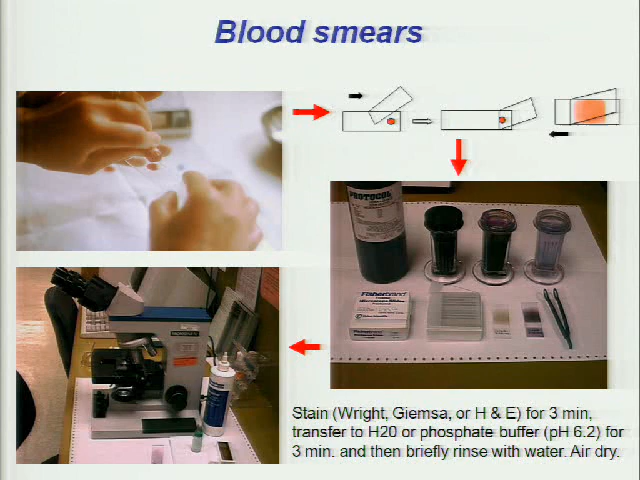 Blood smears
PROTOCOL
Fisherbrand
Stain (Wright, Giemsa, or H & E) for 3 min,
transfer to H20 or phosphate buffer (pH 6.2) for
3 min. and then briefly rinse with water. Air dry.